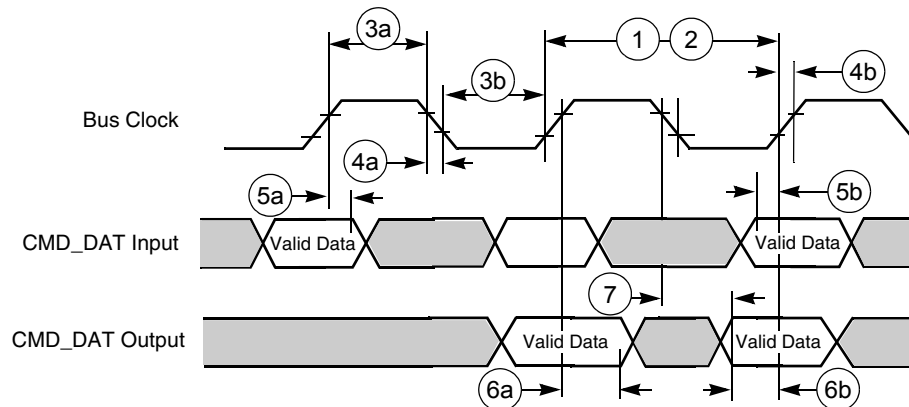 3a
1
2
3b
4b
Bus Clock
4a
5a
5b
CMD_DAT Input
Valid Data
Valid Data
7
CMD_DAT Output
Valid Data
Valid Data
6a
6b